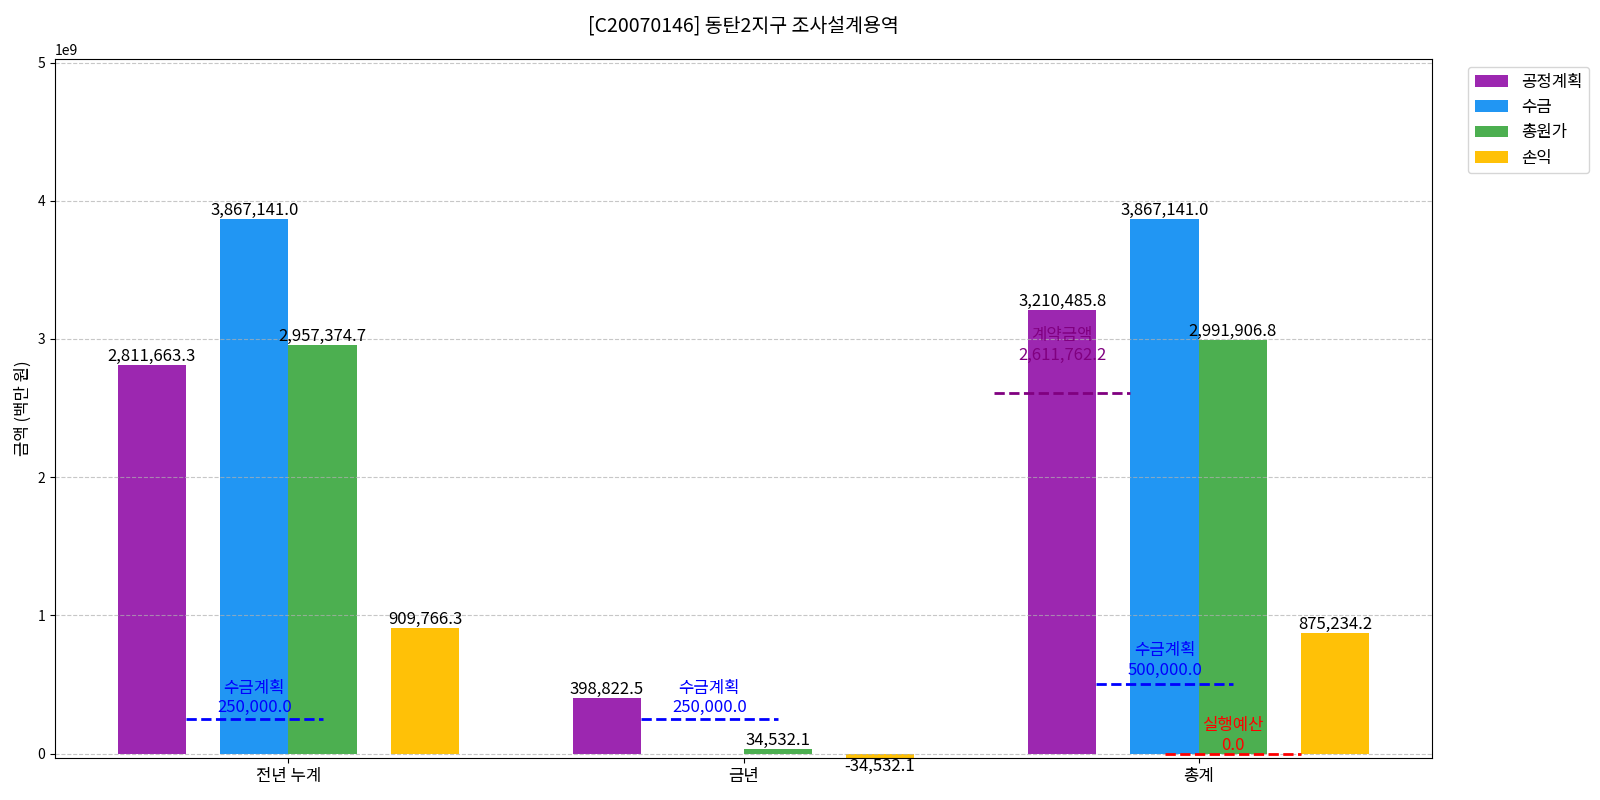 [C20070146] 동탄2지구 조사설계용역
1e9
5
4
3
2
1
0
금액 (백만 원)
공정계획
수금
총원가
손익
2,811,663.3
3,867,141.0
2,957,374.7
909,766.3
수금계획
250,000.0
398,822.5
수금계획
250,000.0
34,532.1
-34,532.1
3,210,485.8
계약금액
2,611,762.2
3,867,141.0
2,991,906.8
875,234.2
수금계획
500,000.0
실행예산
0.0
전년 누계
금년
총계